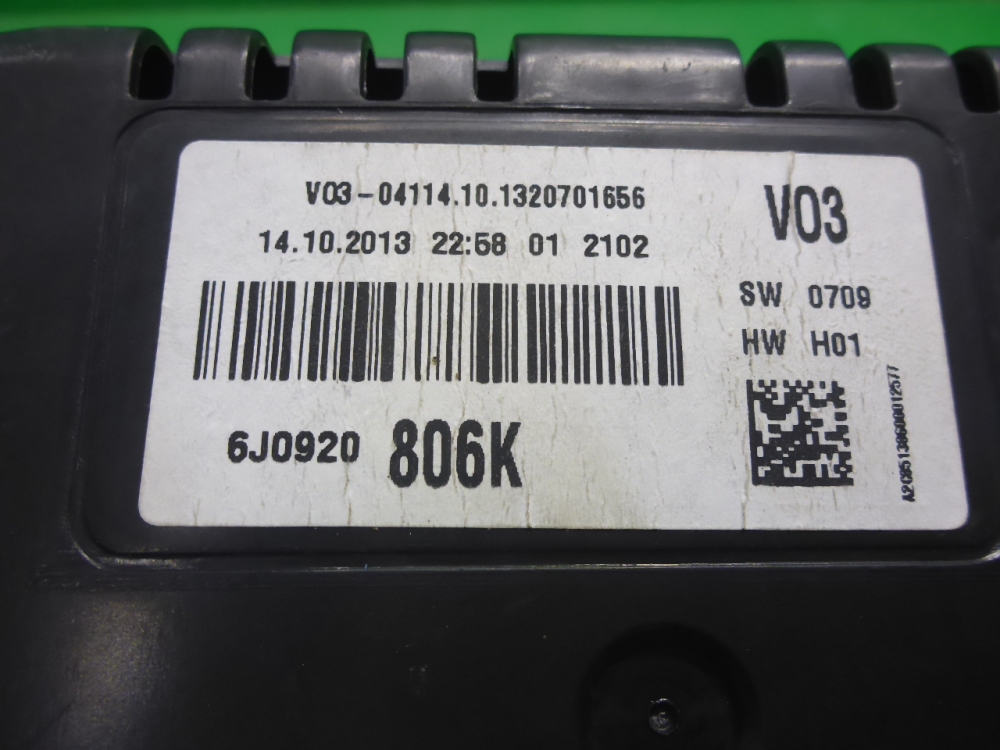 V03-04114.10.1320701656
14.10.2013 22:58 01 2102
V03
SW 0709
HW H01
6J0920 806K